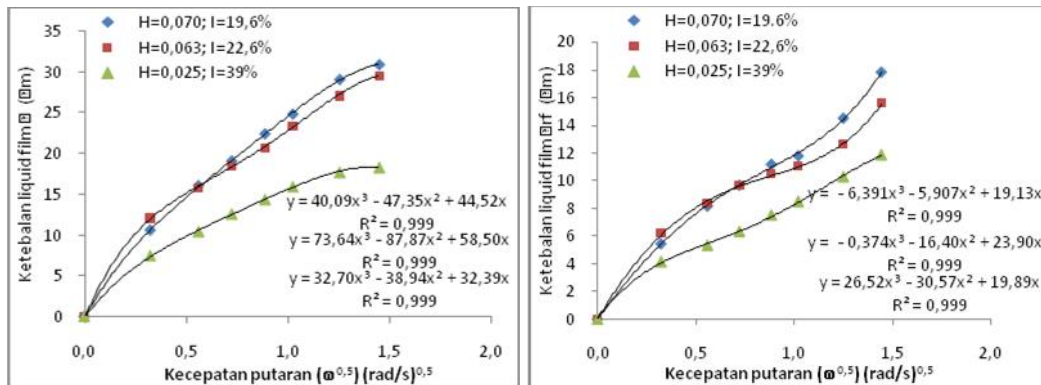 35
30
25
20
15
10
5
0
H=0,070; I=19,6%
H=0,063; I=22,6%
H=0,025; I=39%
y = 40,09x³ - 47,35x² + 44,52x
R² = 0,999
y = 73,64x³ - 87,87x² + 58,50x
R² = 0,999
y = 32,70x³ - 38,94x² + 32,39x
R² = 0,999
0,0 0,5 1,0 1,5 2,0
Kecepatan putaran (ω⁰,⁵) (rad/s)⁰,⁵
Ketebalan liquid film (m)
20
18
16
14
12
10
8
6
4
2
0
H=0,070; I=19.6%
H=0,063; I=22,6%
H=0,025; I=39%
y = -6,391x³ - 5,907x² + 19,13x
R² = 0,999
y = -0,374x³ - 16,40x² + 23,90x
R² = 0,999
y = 26,52x³ - 30,57x² + 19,89x
R² = 0,999
0,0 0,5 1,0 1,5 2,0
Kecepatan putaran (ω⁰,⁵) (rad/s)⁰,⁵
Ketebalan liquid film rf (m)